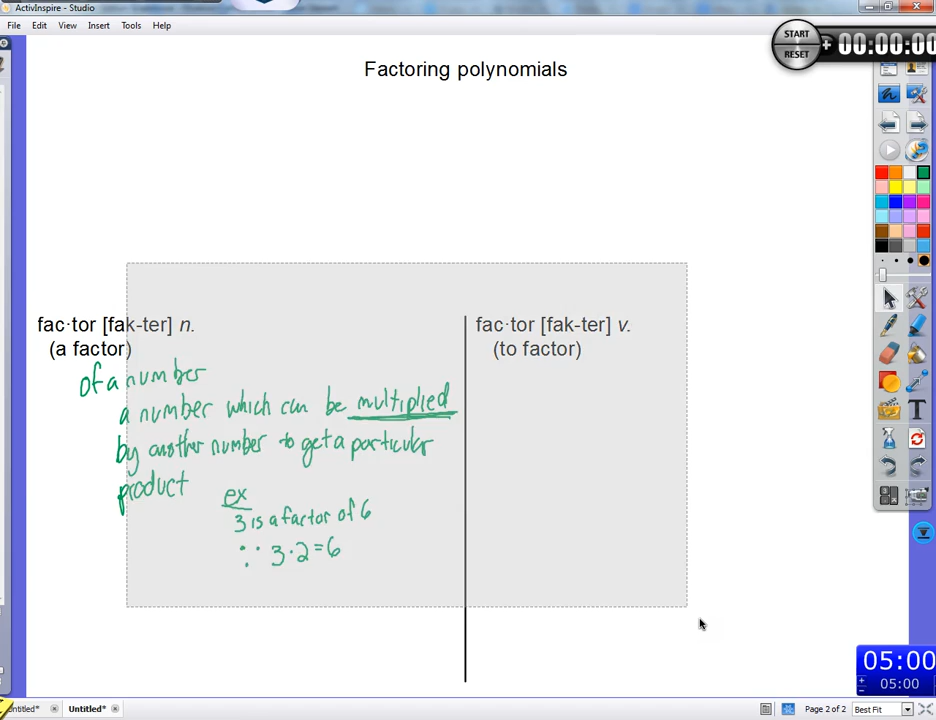 ActivInspire - Studio
File Edit View Insert Tools Help
START
RESET
00:00:00
Factoring polynomials
fac·tor [fak-ter] n.
(a factor)
of a number
a number which can be multiplied
by another number to get a particular
product
ex
3 is a factor of 6
∵ 3·2=6
fac·tor [fak-ter] v.
(to factor)
05:00
05:00
ntitled* Untitled* Page 2 of 2 Best Fit